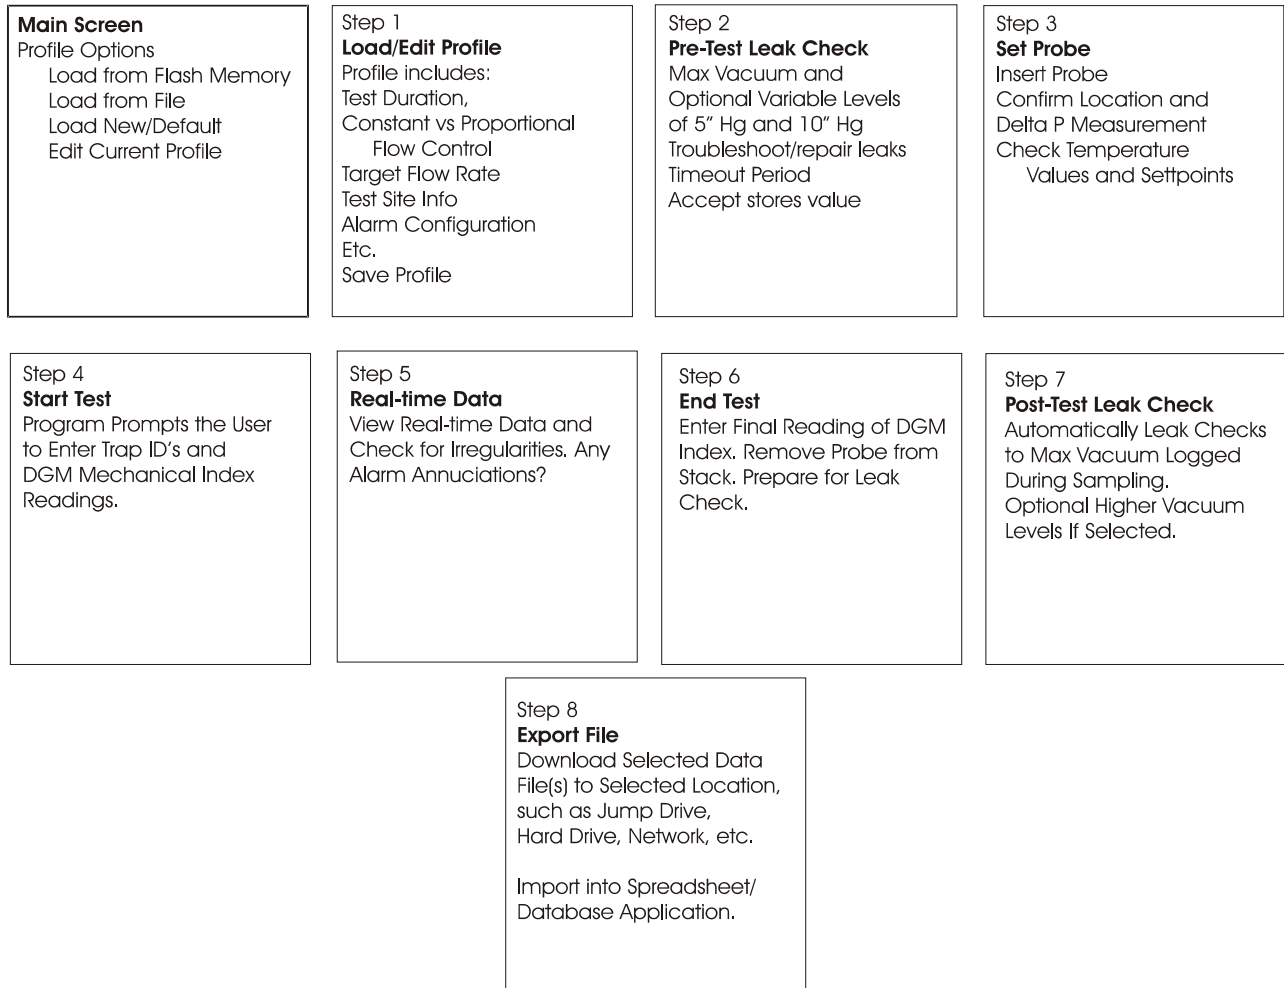 Main Screen
Profile Options
Load from Flash Memory
Load from File
Load New/Default
Edit Current Profile
Step 1
Load/Edit Profile
Profile includes:
Test Duration,
Constant vs Proportional
Flow Control
Target Flow Rate
Test Site Info
Alarm Configuration
Etc.
Save Profile
Step 2
Pre-Test Leak Check
Max Vacuum and
Optional Variable Levels
of 5” Hg and 10” Hg
Troubleshoot/repair leaks
Timeout Period
Accept stores value
Step 3
Set Probe
Insert Probe
Confirm Location and
Delta P Measurement
Check Temperature
Values and Settpoints
Step 4
Start Test
Program Prompts the User
to Enter Trap ID’s and
DGM Mechanical Index
Readings.
Step 5
Real-time Data
View Real-time Data and
Check for Irregularities. Any
Alarm Annuciations?
Step 6
End Test
Enter Final Reading of DGM
Index. Remove Probe from
Stack. Prepare for Leak
Check.
Step 7
Post-Test Leak Check
Automatically Leak Checks
to Max Vacuum Logged
During Sampling.
Optional Higher Vacuum
Levels If Selected.
Step 8
Export File
Download Selected Data
File(s) to Selected Location,
such as Jump Drive,
Hard Drive, Network, etc.
Import into Spreadsheet/
Database Application.